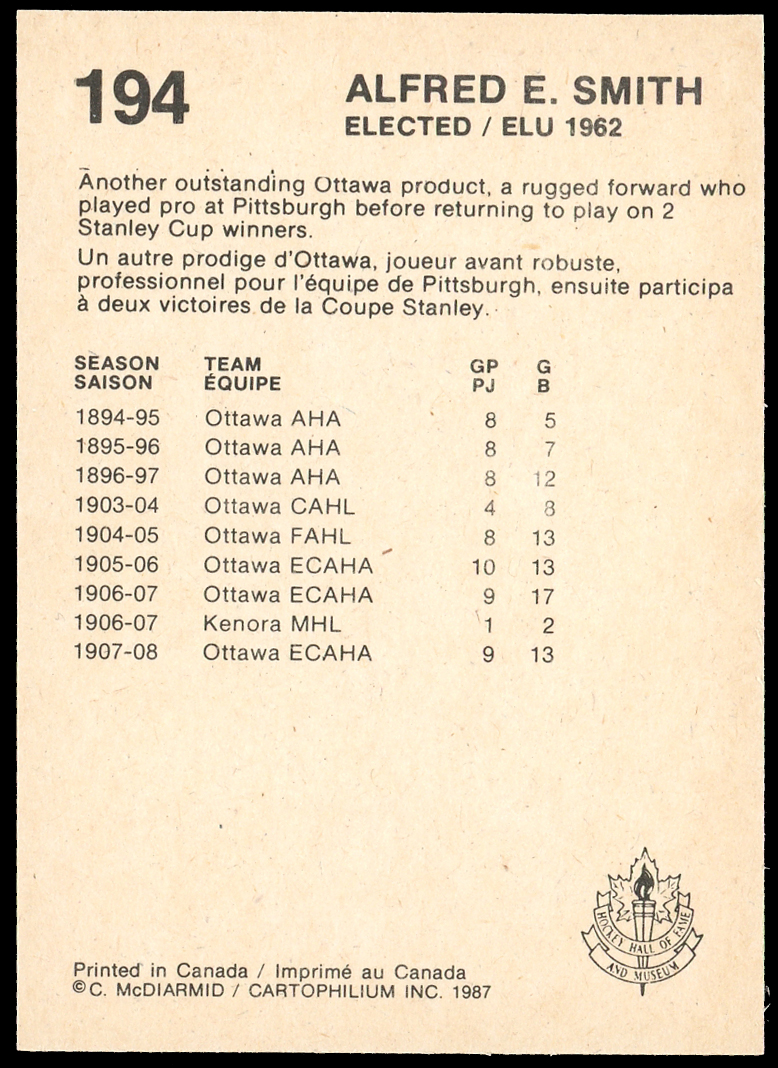 194
ALFRED E. SMITH
ELECTED / ELU 1962
Another outstanding Ottawa product, a rugged forward who
played pro at Pittsburgh before returning to play on 2
Stanley Cup winners.
Un autre prodige d'Ottawa, joueur avant robuste,
professionnel pour l'équipe de Pittsburgh, ensuite participa
à deux victoires de la Coupe Stanley.
SEASON TEAM GP G
SAISON ÉQUIPE PJ B
1894-95 Ottawa AHA 8 5
1895-96 Ottawa AHA 8 7
1896-97 Ottawa AHA 8 12
1903-04 Ottawa CAHL 4 8
1904-05 Ottawa FAHL 8 13
1905-06 Ottawa ECAHA 10 13
1906-07 Ottawa ECAHA 9 17
1906-07 Kenora MHL 1 2
1907-08 Ottawa ECAHA 9 13
HOCKEY HALL OF FAME
AND MUSEUM
Printed in Canada / Imprimé au Canada
©C. McDIARMID / CARTOPHILIUM INC. 1987